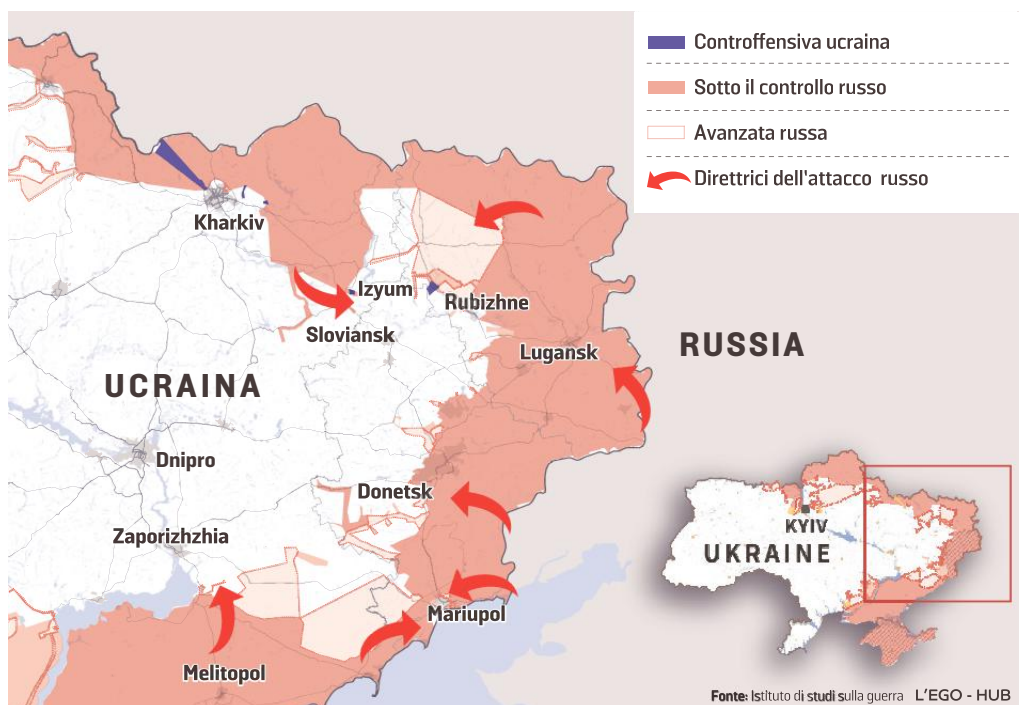 Controffensiva ucraina
Sotto il controllo russo
Avanzata russa
Direttrici dell'attacco russo
Kharkiv
Izyum
Rubizhne
Sloviansk
Lugansk
RUSSIA
UCRAINA
Dnipro
Donetsk
Zaporizhzhia
KYIV
UKRAINE
Mariupol
Melitopol
Fonte: Istituto di studi sulla guerra L'EGO - HUB